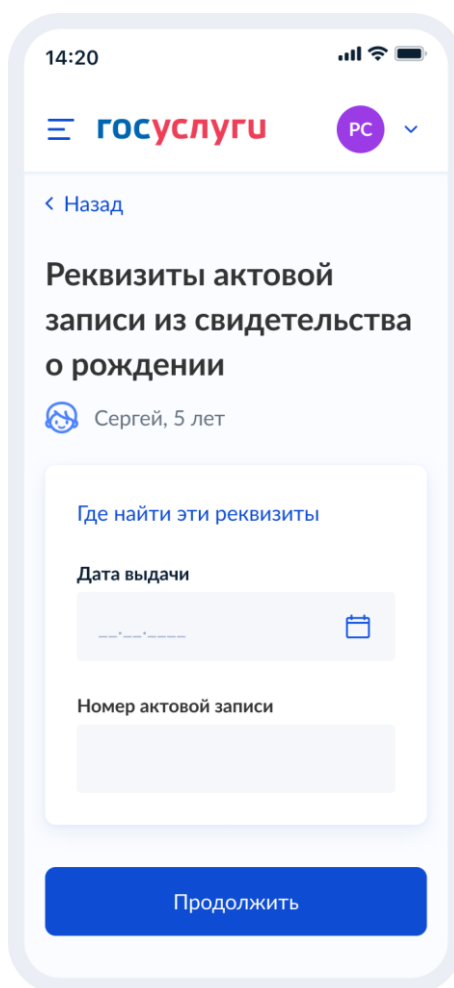 14:20
госуслуги
РС
Назад
Реквизиты актовой
записи из свидетельства
о рождении
Сергей, 5 лет
Где найти эти реквизиты
Дата выдачи
__.__.____
Номер актовой записи
Продолжить